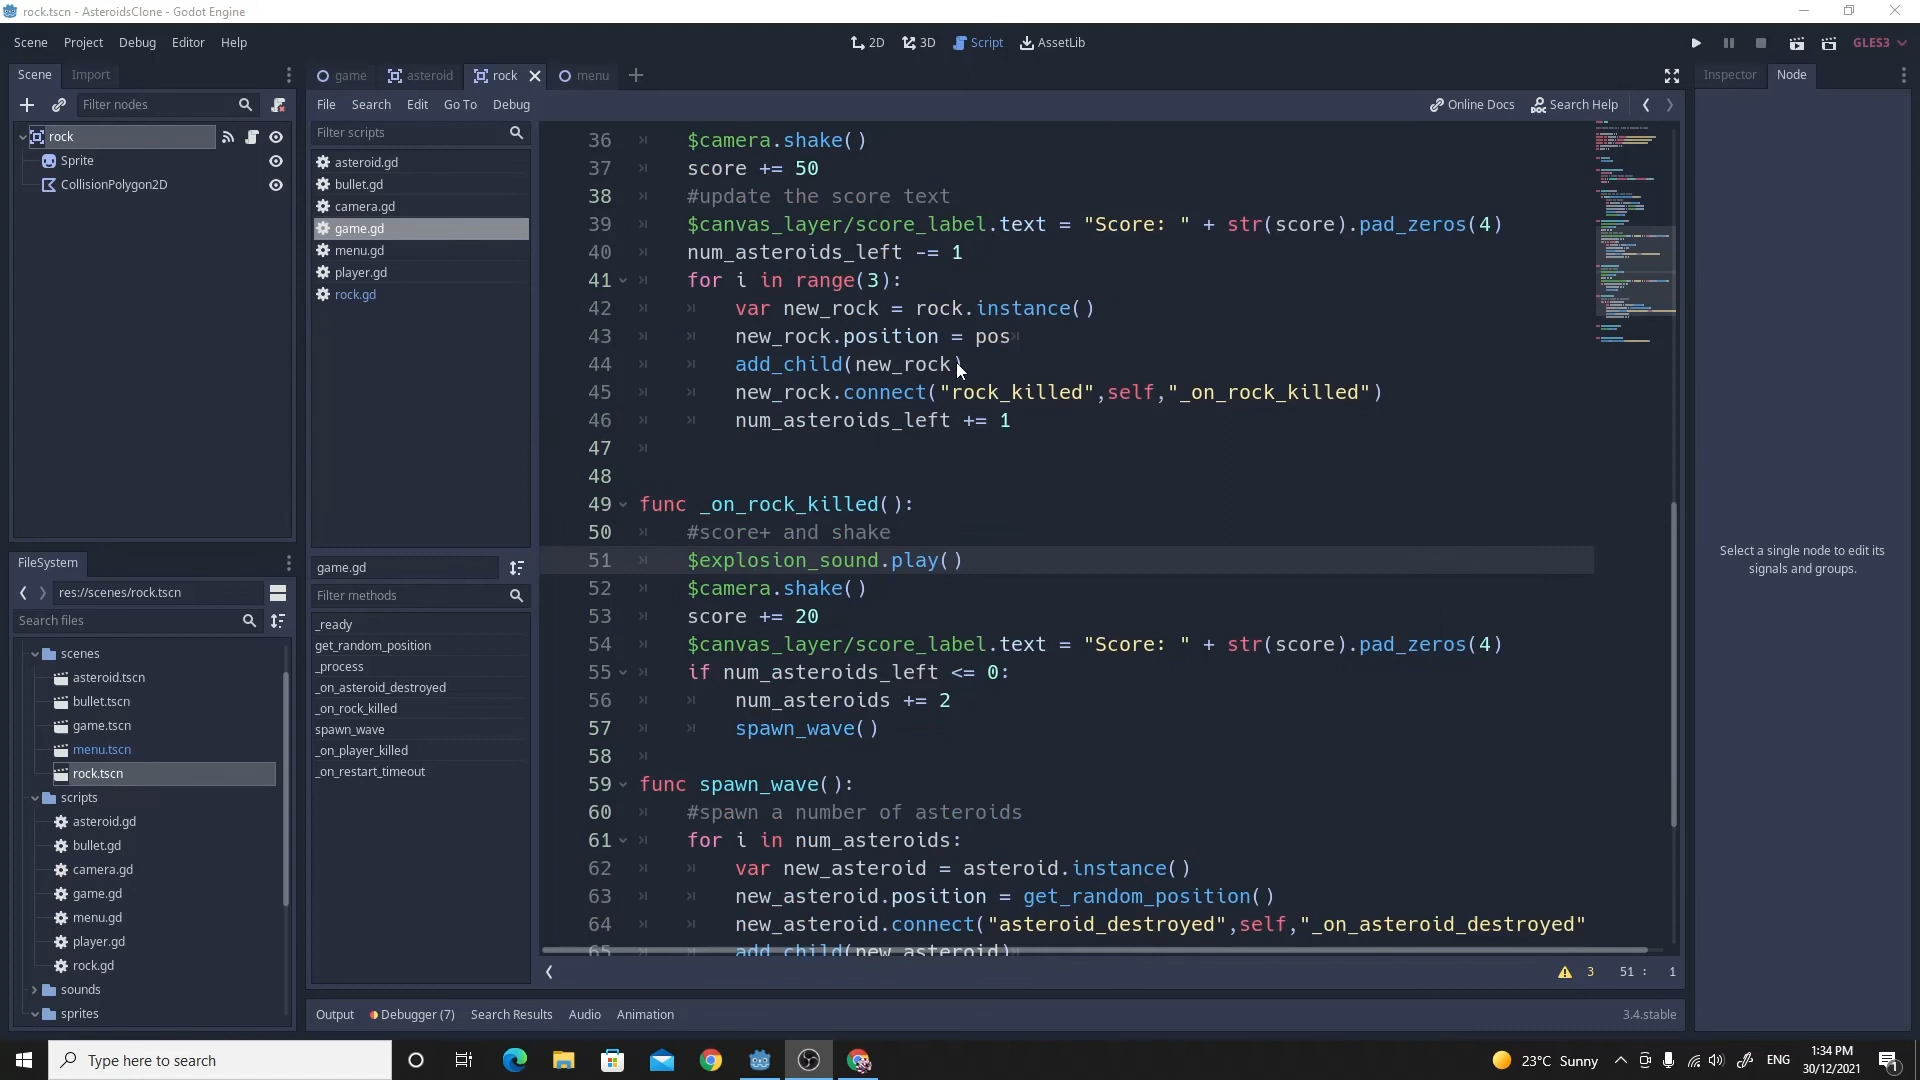 rock.tscn - AsteroidsClone - Godot Engine
Scene Project Debug Editor Help
2D 3D Script AssetLib
GLES3
Scene Import
game asteroid rock menu
Inspector Node
Filter nodes
File Search Edit Go To Debug
Online Docs Search Help
rock
Sprite
CollisionPolygon2D
Filter scripts
asteroid.gd
bullet.gd
camera.gd
game.gd
menu.gd
player.gd
rock.gd
game.gd
Filter methods
_ready
get_random_position
_process
_on_asteroid_destroyed
_on_rock_killed
spawn_wave
_on_player_killed
_on_restart_timeout
36 $camera.shake()
37 score += 50
38 #update the score text
39 $canvas_layer/score_label.text = "Score: " + str(score).pad_zeros(4)
40 num_asteroids_left -= 1
41 for i in range(3):
42 var new_rock = rock.instance()
43 new_rock.position = pos
44 add_child(new_rock)
45 new_rock.connect("rock_killed",self,"_on_rock_killed")
46 num_asteroids_left += 1
47
48
49 func _on_rock_killed():
50 #score+ and shake
51 $explosion_sound.play()
52 $camera.shake()
53 score += 20
54 $canvas_layer/score_label.text = "Score: " + str(score).pad_zeros(4)
55 if num_asteroids_left <= 0:
56 num_asteroids += 2
57 spawn_wave()
58
59 func spawn_wave():
60 #spawn a number of asteroids
61 for i in num_asteroids:
62 var new_asteroid = asteroid.instance()
63 new_asteroid.position = get_random_position()
64 new_asteroid.connect("asteroid_destroyed",self,"_on_asteroid_destroyed"
65 add_child(new_asteroid)
3 51 : 1
Select a single node to edit its
signals and groups.
FileSystem
res://scenes/rock.tscn
Search files
scenes
asteroid.tscn
bullet.tscn
game.tscn
menu.tscn
rock.tscn
scripts
asteroid.gd
bullet.gd
camera.gd
game.gd
menu.gd
player.gd
rock.gd
sounds
sprites
Output Debugger (7) Search Results Audio Animation
3.4.stable
Type here to search
23°C Sunny
ENG
1:34 PM
30/12/2021
1